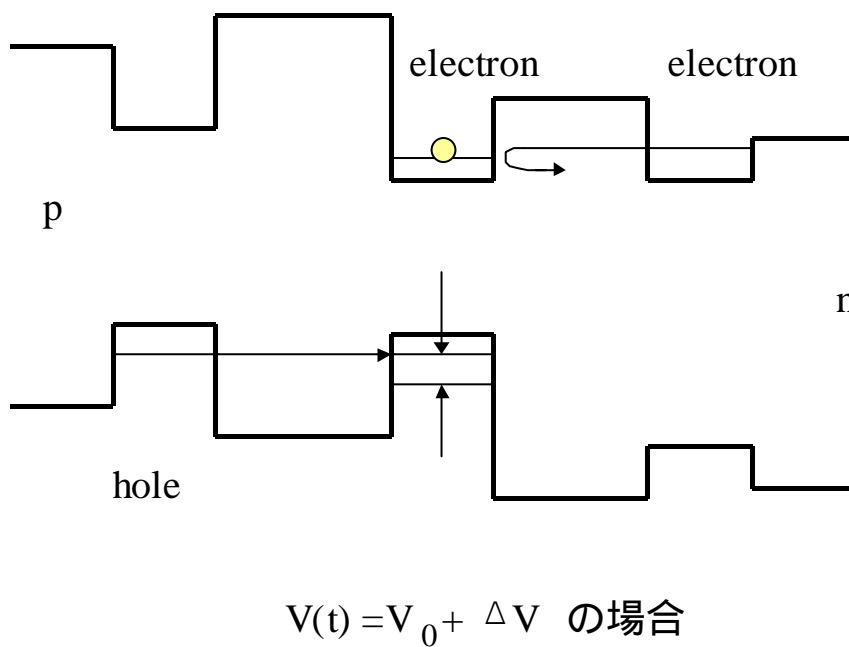 electron electron
p
n
hole
V(t) =V0+ ΔV の場合